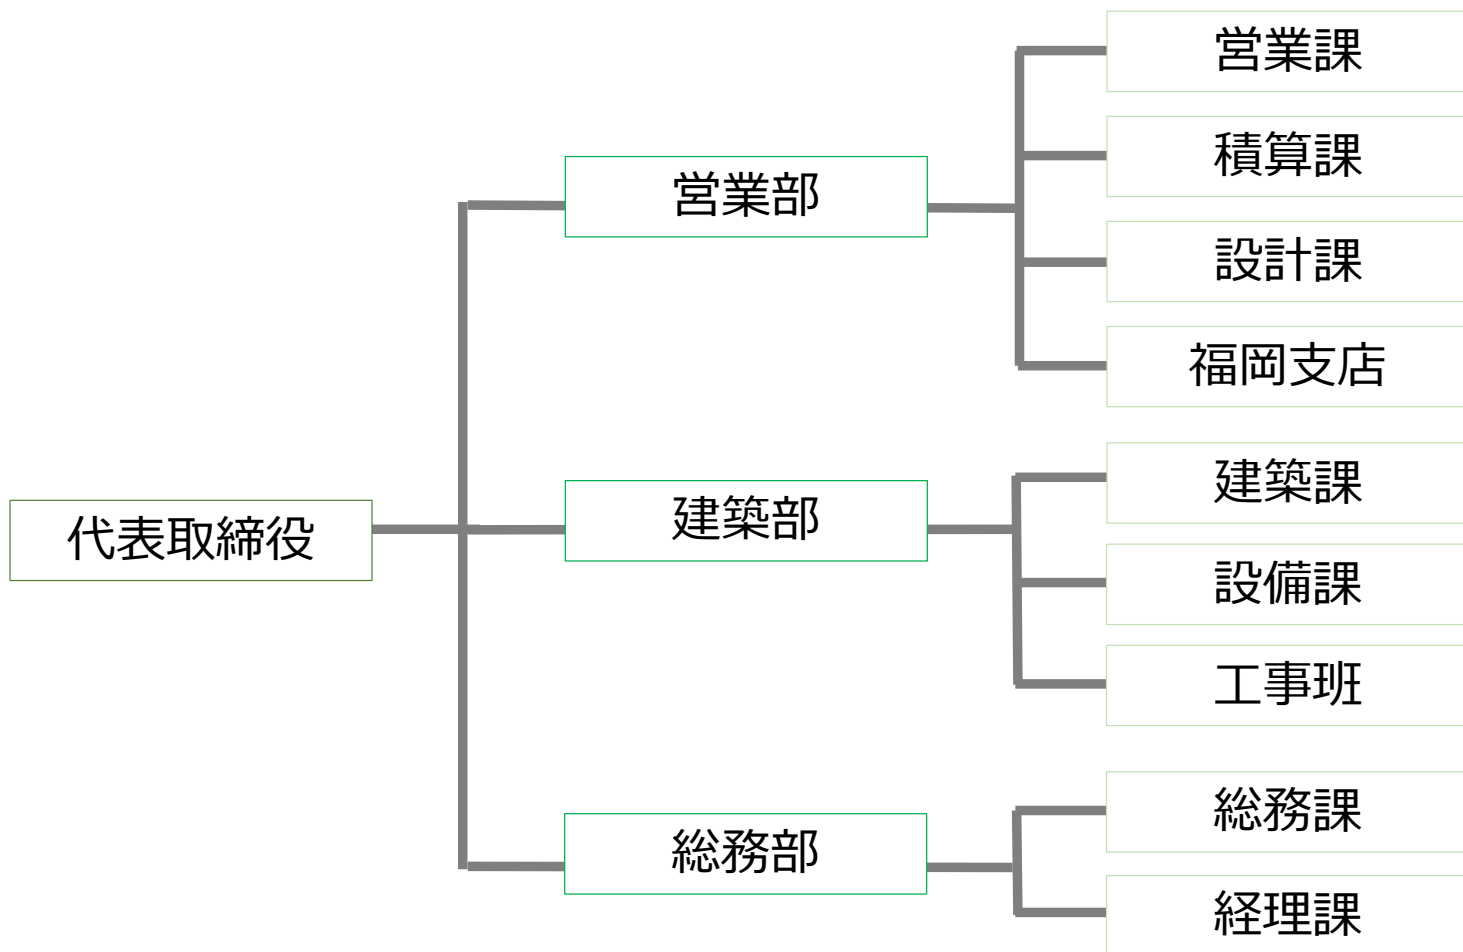 代表取締役
営業部
営業課
積算課
設計課
福岡支店
建築部
建築課
設備課
工事班
総務部
総務課
経理課